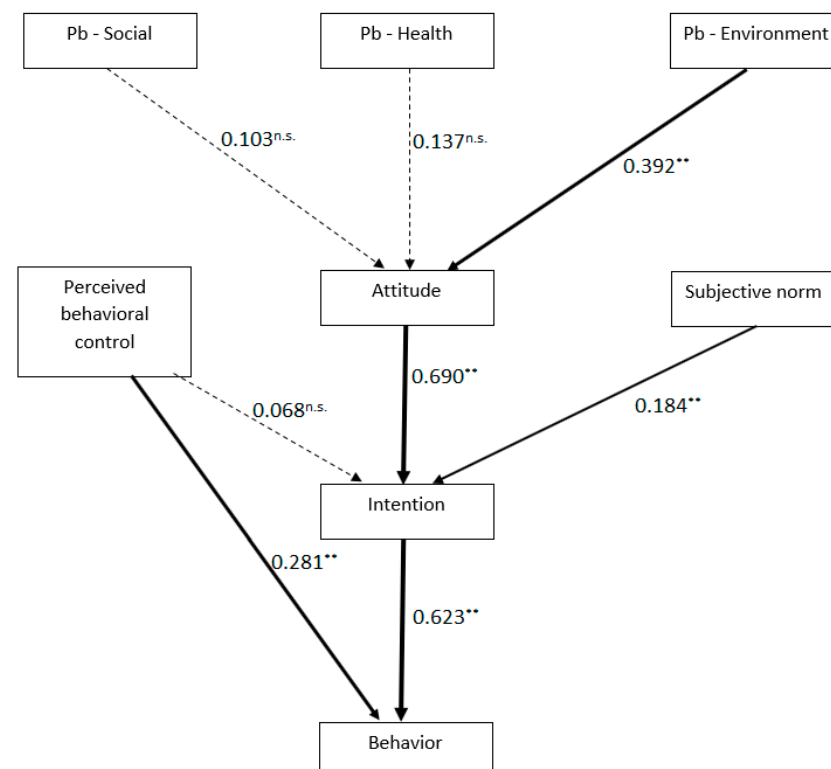 Pb - Social
Pb - Health
Pb - Environment
0.103n.s.
0.137n.s.
0.392**
Perceived
behavioral
control
Attitude
Subjective norm
0.690**
0.068n.s.
0.184**
Intention
0.281**
0.623**
Behavior